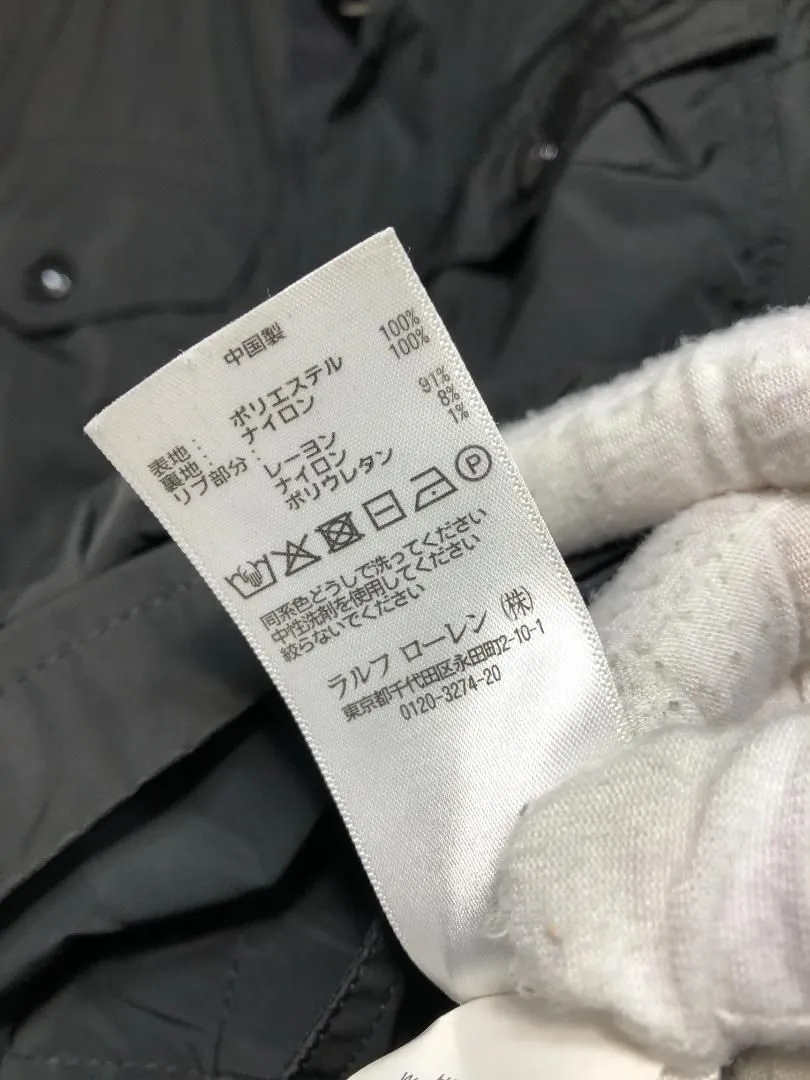 中国製
表地: ポリエステル 100%
裏地: ナイロン 100%
リブ部分: レーヨン 91%
ナイロン 8%
ポリウレタン 1%
P
同系色どうしで洗ってください
中性洗剤を使用してください
絞らないでください
ラルフ ローレン (株)
東京都千代田区永田町2-10-1
0120-3274-20